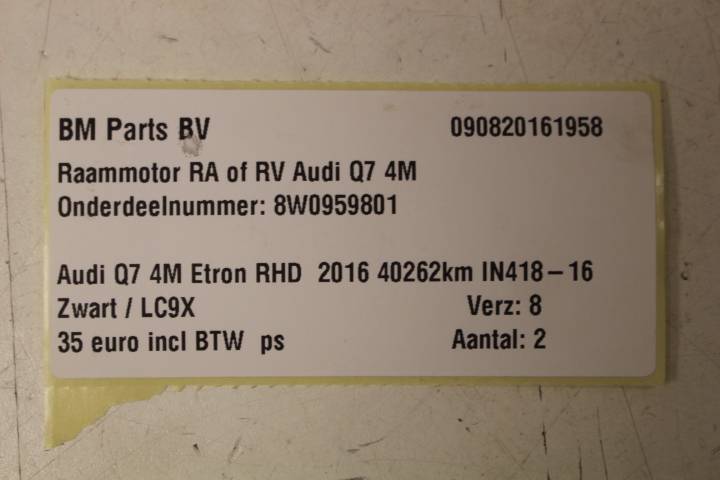 BM Parts BV 090820161958
Raammotor RA of RV Audi Q7 4M
Onderdeelnummer: 8W0959801
Audi Q7 4M Etron RHD 2016 40262km IN418-16
Zwart / LC9X Verz: 8
35 euro incl BTW ps Aantal: 2